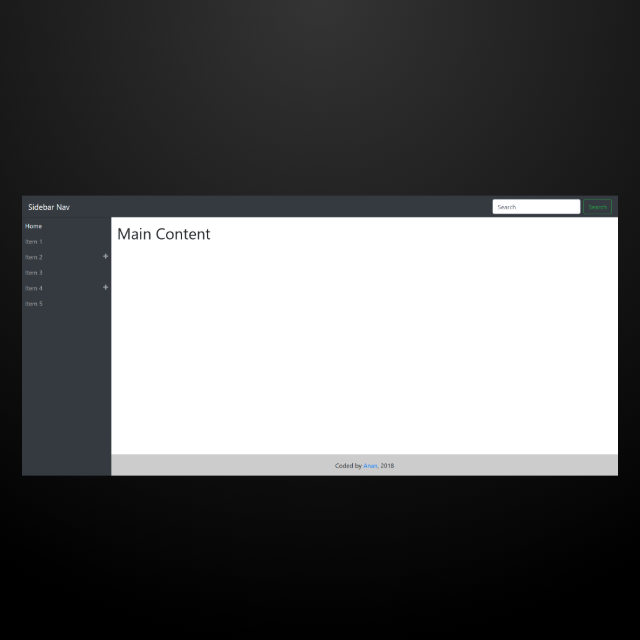 Sidebar Nav
Search
Search
Home
Item 1
Item 2
Item 3
Item 4
Item 5
Main Content
Coded by Anan, 2018